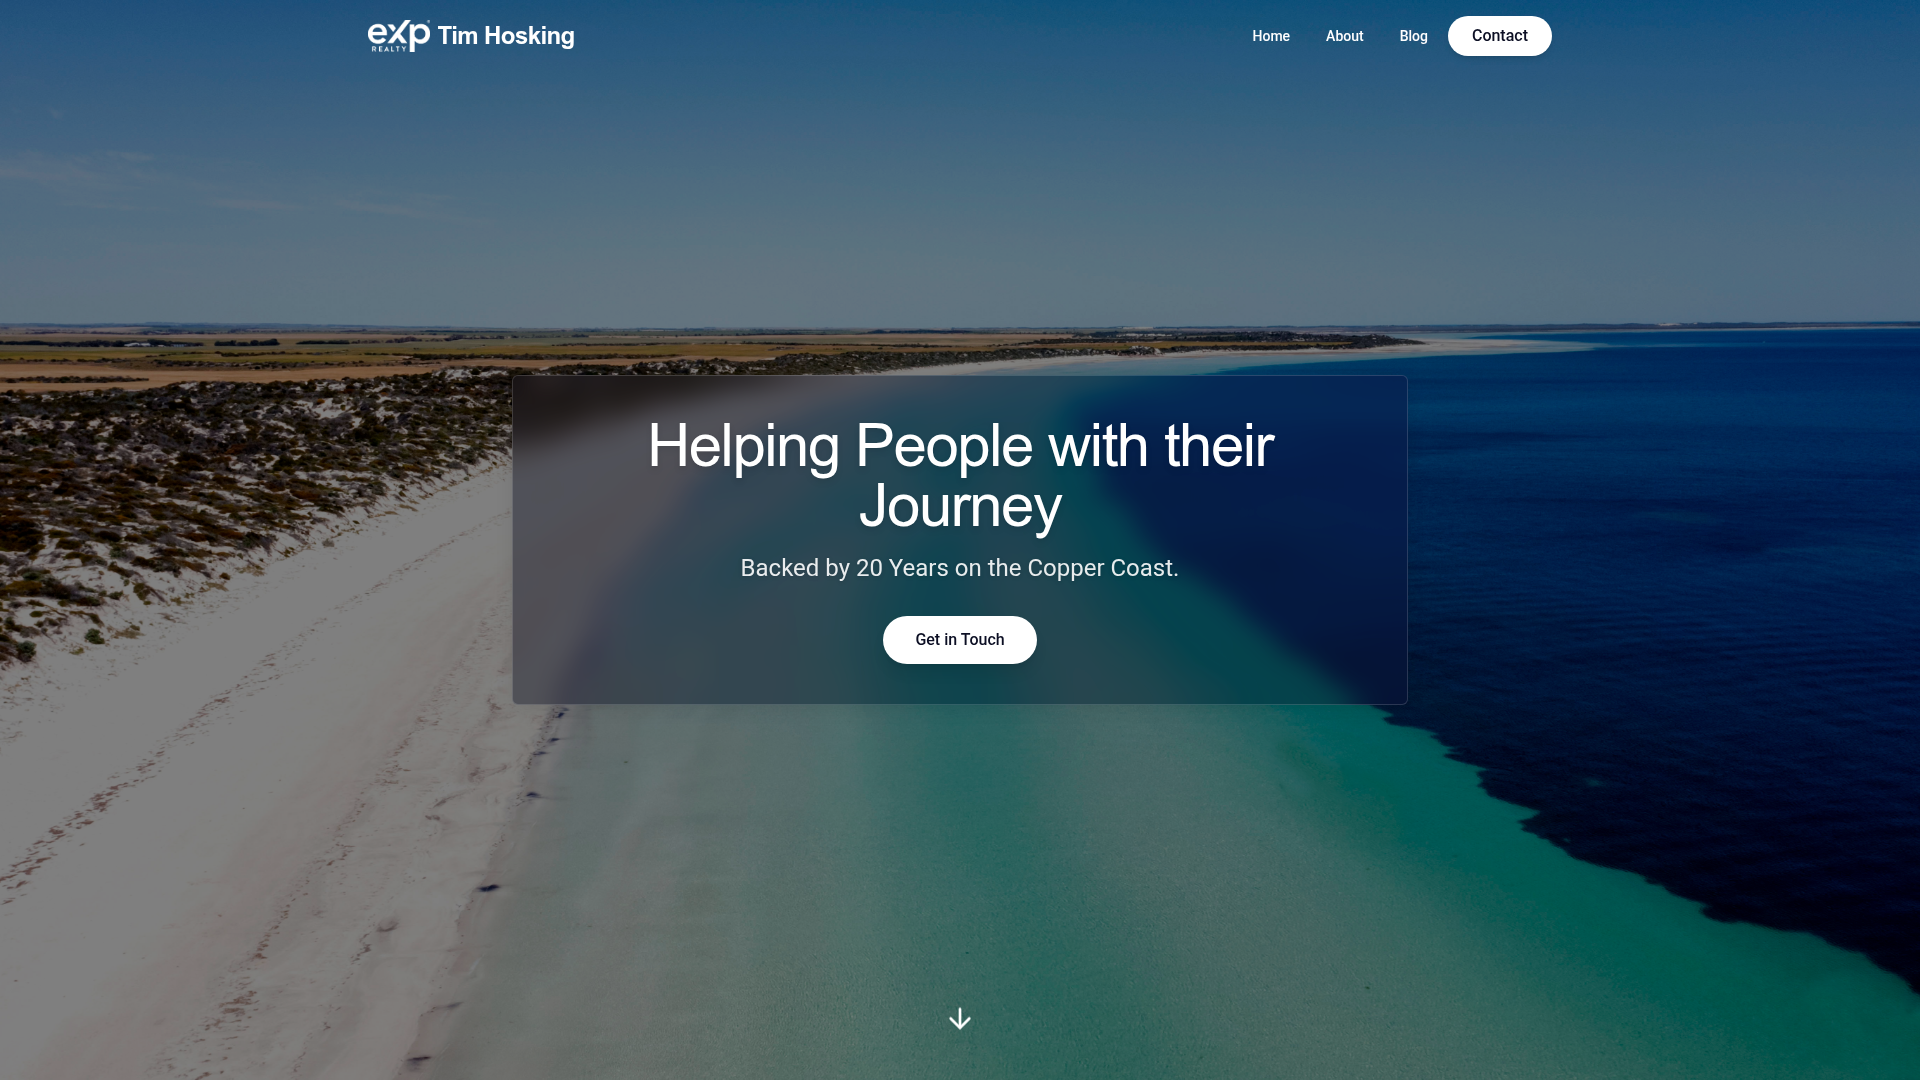 exp REALTY Tim Hosking
Home About Blog Contact
Helping People with their
Journey
Backed by 20 Years on the Copper Coast.
Get in Touch